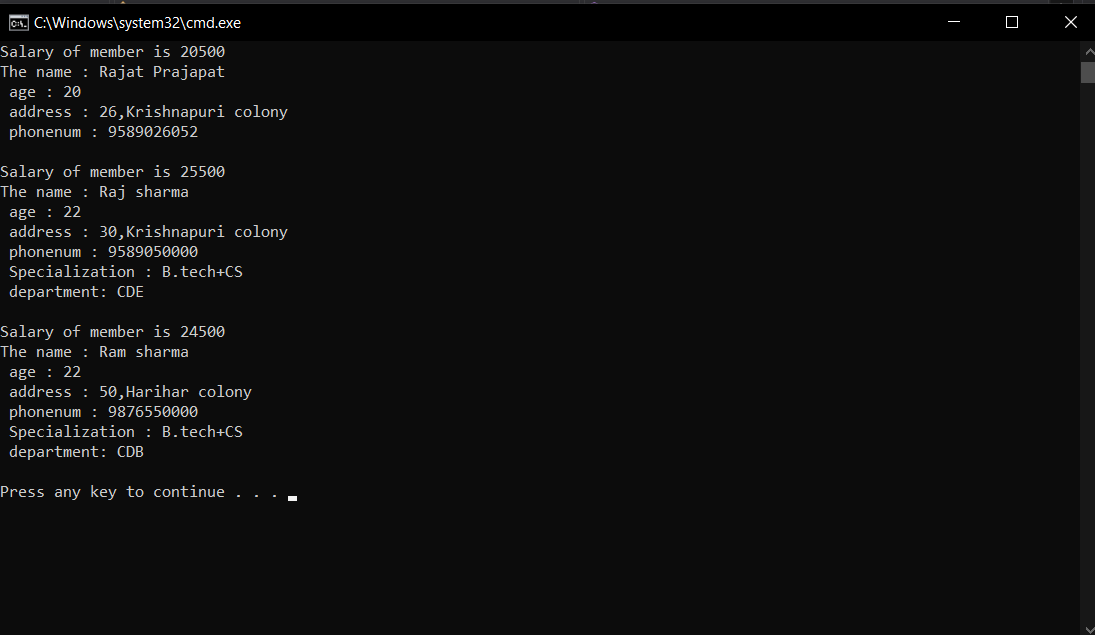 C:\Windows\system32\cmd.exe
Salary of member is 20500
The name : Rajat Prajapat
 age : 20
 address : 26,Krishnapuri colony
 phonenum : 9589026052

Salary of member is 25500
The name : Raj sharma
 age : 22
 address : 30,Krishnapuri colony
 phonenum : 9589050000
 Specialization : B.tech+CS
 department: CDE

Salary of member is 24500
The name : Ram sharma
 age : 22
 address : 50,Harihar colony
 phonenum : 9876550000
 Specialization : B.tech+CS
 department: CDB

Press any key to continue . . .